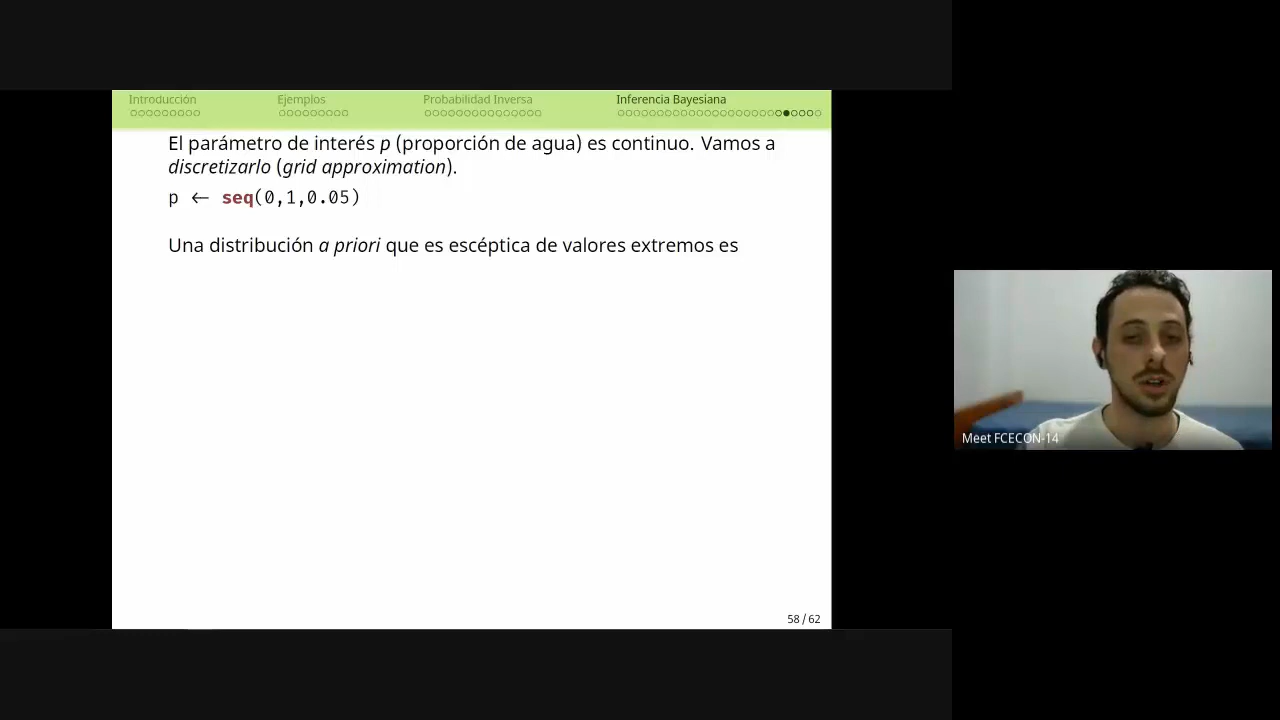 Introducción Ejemplos Probabilidad Inversa Inferencia Bayesiana
El parámetro de interés p (proporción de agua) es continuo. Vamos a
discretizarlo (grid approximation).
p ← seq(0,1,0.05)
Una distribución a priori que es escéptica de valores extremos es
Meet FCECON-14
58 / 62